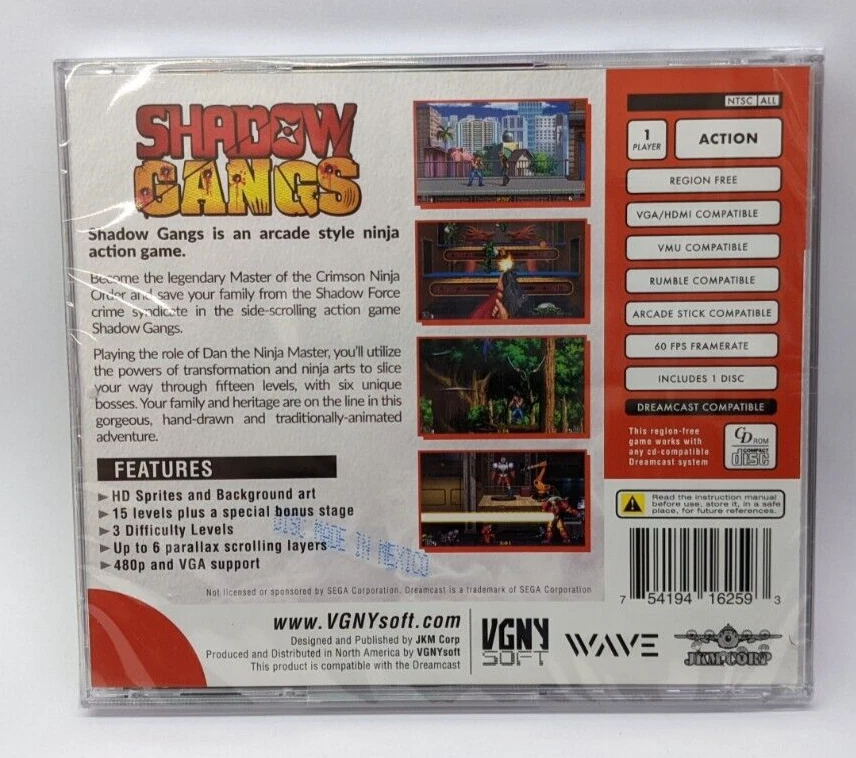 SHADOW
GANGS
Shadow Gangs is an arcade style ninja
action game.
Become the legendary Master of the Crimson Ninja
Order and save your family from the Shadow Force
crime syndicate in the side-scrolling action game
Shadow Gangs.
Playing the role of Dan the Ninja Master, you'll utilize
the powers of transformation and ninja arts to slice
your way through fifteen levels, with six unique
bosses. Your family and heritage are on the line in this
gorgeous, hand-drawn and traditionally-animated
adventure.
FEATURES
HD Sprites and Background art
15 levels plus a special bonus stage
3 Difficulty Levels
Up to 6 parallax scrolling layers
480p and VGA support
DISC MADE IN MEXICO
Not licensed or sponsored by SEGA Corporation. Dreamcast is a trademark of SEGA Corporation
NTSC ALL
1
PLAYER
ACTION
REGION FREE
VGA/HDMI COMPATIBLE
VMU COMPATIBLE
RUMBLE COMPATIBLE
ARCADE STICK COMPATIBLE
60 FPS FRAMERATE
INCLUDES 1 DISC
DREAMCAST COMPATIBLE
This region-free
game works with
any cd-compatible
Dreamcast system
CD ROM
COMPACT
disc
Read the instruction manual
before use, store it, in a safe
place, for future references.
7 54194 16259 3
www.VGNYsoft.com
Designed and Published by JKM Corp
Produced and Distributed in North America by VGNYsoft
This product is compatible with the Dreamcast
VGNY
SOFT
WAVE
JKMCORP